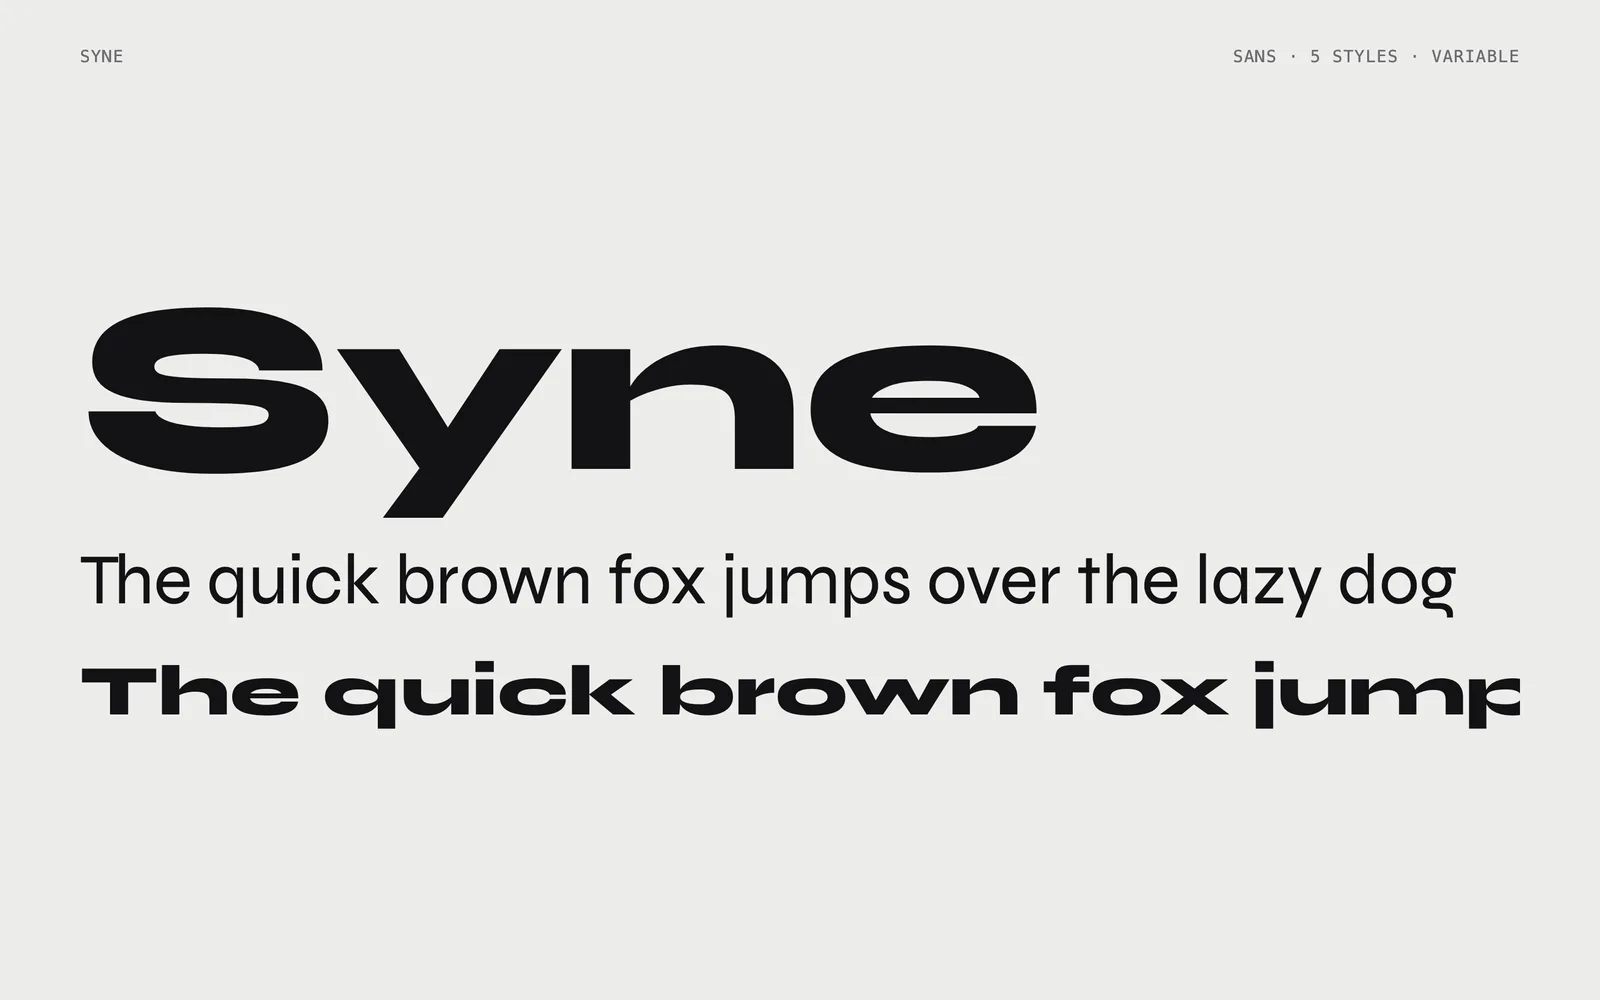 SYNE
SANS · 5 STYLES · VARIABLE
Syne
The quick brown fox jumps over the lazy dog
The quick brown fox jump